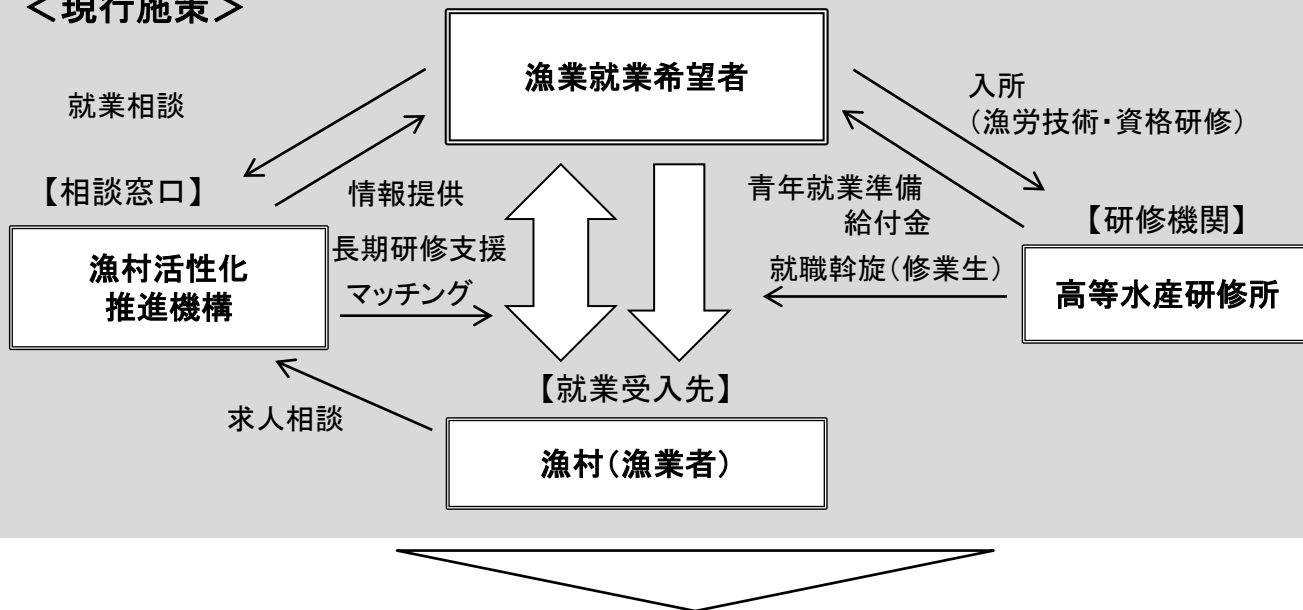 ＜現行施策＞
漁業就業希望者
就業相談
入所
（漁労技術・資格研修）
【相談窓口】
情報提供
青年就業準備
給付金
【研修機関】
漁村活性化
推進機構
長期研修支援
マッチング
就職斡旋（修業生）
高等水産研修所
【就業受入先】
求人相談
漁村（漁業者）